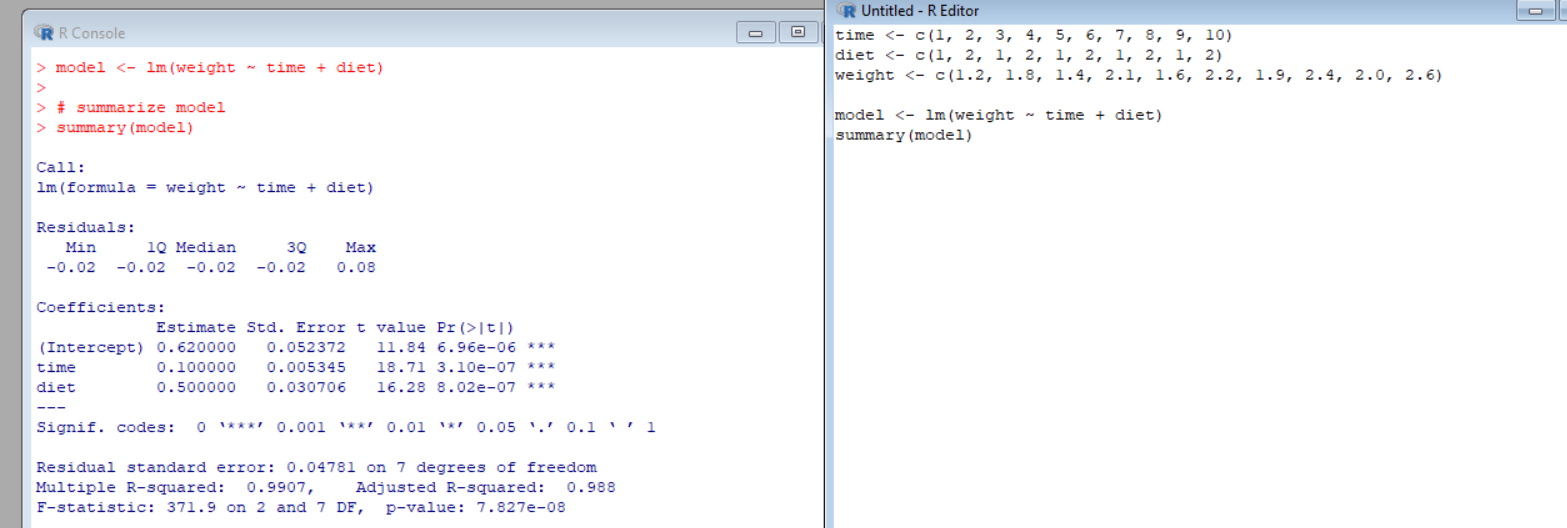 R Console
> model <- lm(weight ~ time + diet)
>
> # summarize model
> summary(model)
Call:
lm(formula = weight ~ time + diet)
Residuals:
   Min     1Q Median     3Q    Max
 -0.02  -0.02  -0.02  -0.02   0.08
Coefficients:
            Estimate Std. Error t value Pr(>|t|)
(Intercept) 0.620000   0.052372   11.84 6.96e-06 ***
time        0.100000   0.005345   18.71 3.10e-07 ***
diet        0.500000   0.030706   16.28 8.02e-07 ***
---
Signif. codes:  0 ‘***’ 0.001 ‘**’ 0.01 ‘*’ 0.05 ‘.’ 0.1 ‘ ’ 1
Residual standard error: 0.04781 on 7 degrees of freedom
Multiple R-squared:  0.9907,    Adjusted R-squared:  0.988
F-statistic: 371.9 on 2 and 7 DF,  p-value: 7.827e-08
Untitled - R Editor
time <- c(1, 2, 3, 4, 5, 6, 7, 8, 9, 10)
diet <- c(1, 2, 1, 2, 1, 2, 1, 2, 1, 2)
weight <- c(1.2, 1.8, 1.4, 2.1, 1.6, 2.2, 1.9, 2.4, 2.0, 2.6)
model <- lm(weight ~ time + diet)
summary(model)